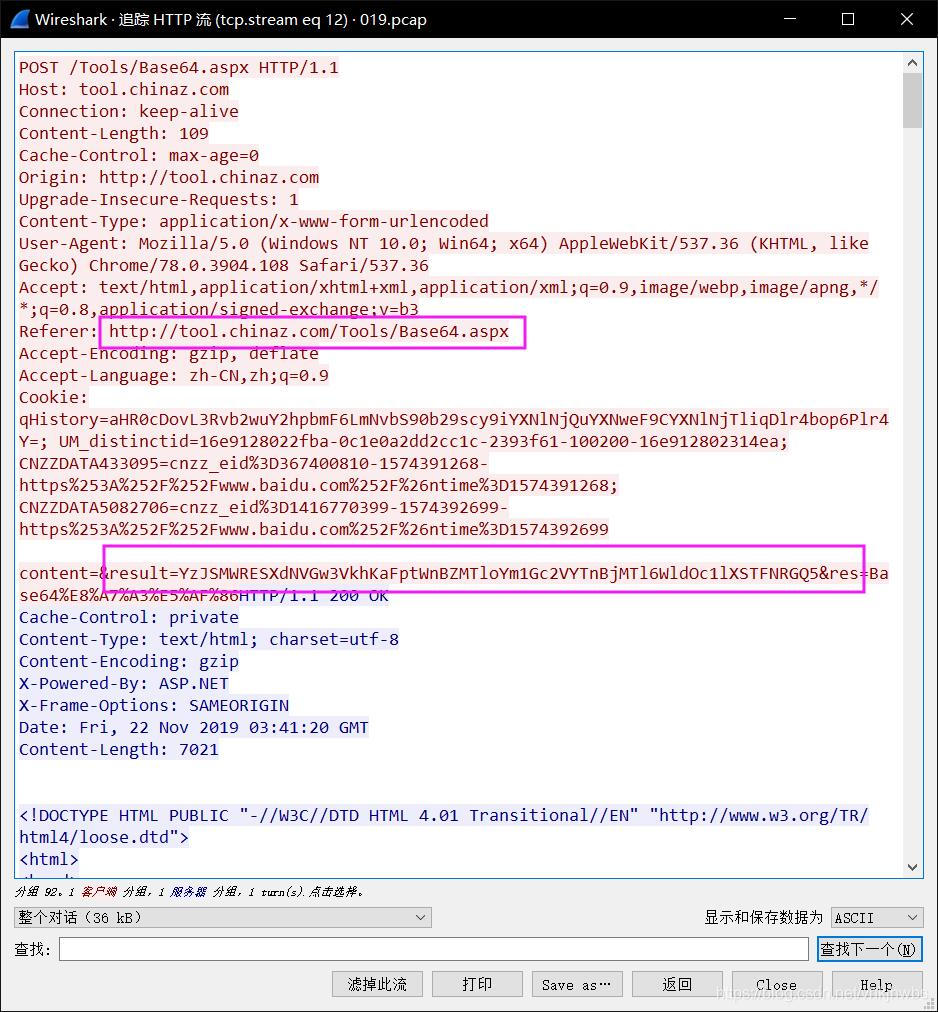 Wireshark · 追踪 HTTP 流 (tcp.stream eq 12) · 019.pcap
POST /Tools/Base64.aspx HTTP/1.1
Host: tool.chinaz.com
Connection: keep-alive
Content-Length: 109
Cache-Control: max-age=0
Origin: http://tool.chinaz.com
Upgrade-Insecure-Requests: 1
Content-Type: application/x-www-form-urlencoded
User-Agent: Mozilla/5.0 (Windows NT 10.0; Win64; x64) AppleWebKit/537.36 (KHTML, like
Gecko) Chrome/78.0.3904.108 Safari/537.36
Accept: text/html,application/xhtml+xml,application/xml;q=0.9,image/webp,image/apng,*/
*;q=0.8,application/signed-exchange;v=b3
Referer: http://tool.chinaz.com/Tools/Base64.aspx
Accept-Encoding: gzip, deflate
Accept-Language: zh-CN,zh;q=0.9
Cookie:
qHistory=aHR0cDovL3Rvb2wuY2hpbmF6LmNvbS90b29scy9iYXNlNjQuYXNweF9CYXNlNjTliqDlr4bop6Plr4
Y=; UM_distinctid=16e9128022fba-0c1e0a2dd2cc1c-2393f61-100200-16e912802314ea;
CNZZDATA433095=cnzz_eid%3D367400810-1574391268-
https%253A%252F%252Fwww.baidu.com%252F%26ntime%3D1574391268;
CNZZDATA5082706=cnzz_eid%3D1416770399-1574392699-
https%253A%252F%252Fwww.baidu.com%252F%26ntime%3D1574392699
content=&result=YzJSMWRESXdNVGw3VkhKaFptWnBZMTloYm1Gc2VYTnBjMTl6WldOc1lXSTFNRGQ5&res=Ba
se64%E8%A7%A3%E5%AF%86HTTP/1.1 200 OK
Cache-Control: private
Content-Type: text/html; charset=utf-8
Content-Encoding: gzip
X-Powered-By: ASP.NET
X-Frame-Options: SAMEORIGIN
Date: Fri, 22 Nov 2019 03:41:20 GMT
Content-Length: 7021
<!DOCTYPE HTML PUBLIC "-//W3C//DTD HTML 4.01 Transitional//EN" "http://www.w3.org/TR/
html4/loose.dtd">
<html>
分组 92。1 客户端 分组，1 服务器 分组，1 turn(s).点击选择。
整个对话（36 kB） 显示和保存数据为 ASCII
查找: 查找下一个(N)
滤掉此流 打印 Save as… 返回 Close Help